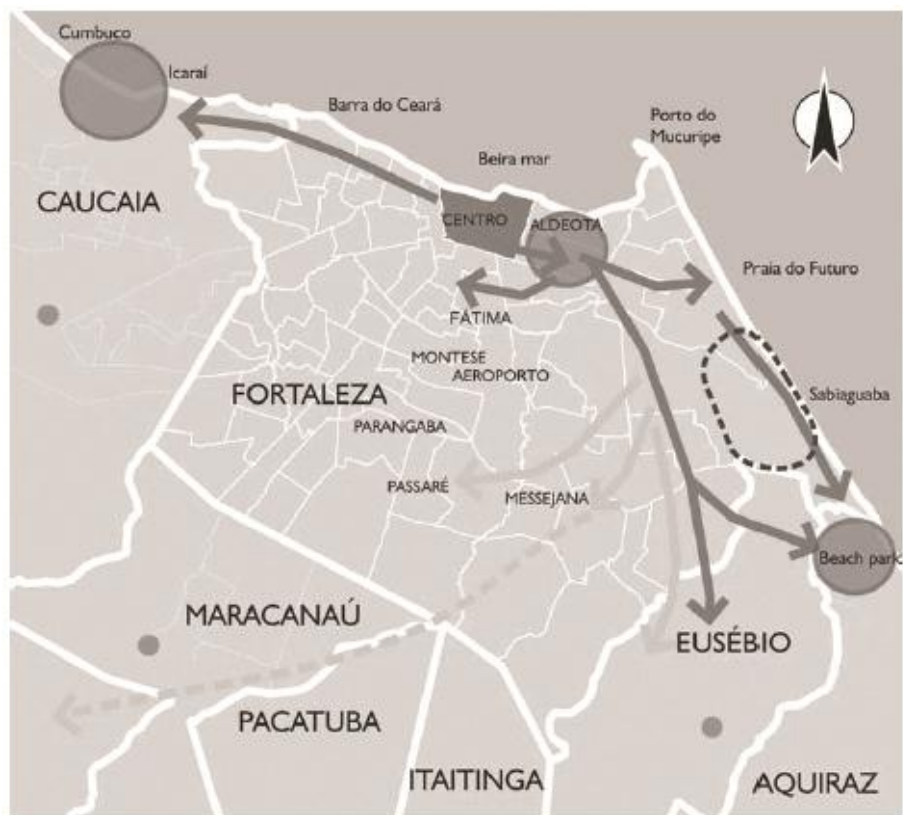 Cumbuco
Icaraí
Barra do Ceará
Porto do
Mucuripe
Beira mar
CAUCAIA
CENTRO
ALDEOTA
Praia do Futuro
FÁTIMA
MONTESE
AEROPORTO
FORTALEZA
Sabiaguaba
PARANGABA
PASSARÉ
MESSEJANA
Beach park
MARACANAÚ
EUSÉBIO
PACATUBA
ITAITINGA
AQUIRAZ